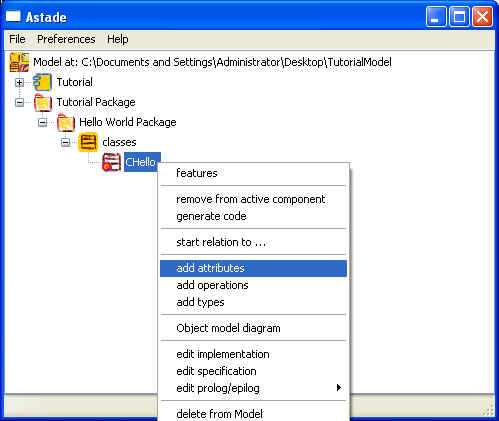 Astade
File Preferences Help
Model at: C:\Documents and Settings\Administrator\Desktop\TutorialModel
Tutorial
Tutorial Package
Hello World Package
classes
CHello
features
remove from active component
generate code
start relation to ...
add attributes
add operations
add types
Object model diagram
edit implementation
edit specification
edit prolog/epilog
delete from Model